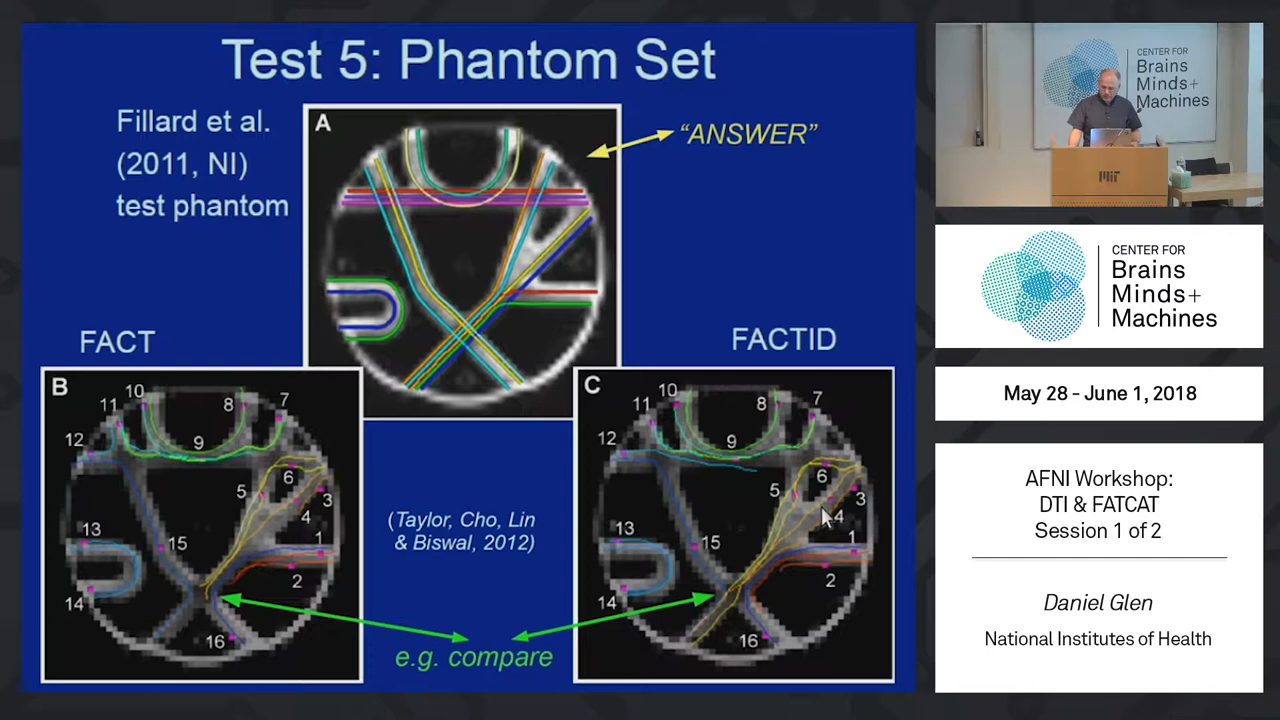 Test 5: Phantom Set
Fillard et al.
(2011, NI)
test phantom
A
“ANSWER”
FACT
FACTID
B
10
11
8
7
12
9
6
5
3
4
13
1
15
2
14
16
(Taylor, Cho, Lin
& Biswal, 2012)
e.g. compare
C
10
11
8
7
12
9
6
5
3
4
13
1
15
2
14
16
CENTER FOR
Brains
Minds+
Machines
MIT
CENTER FOR
Brains
Minds+
Machines
May 28 - June 1, 2018
AFNI Workshop:
DTI & FATCAT
Session 1 of 2
Daniel Glen
National Institutes of Health